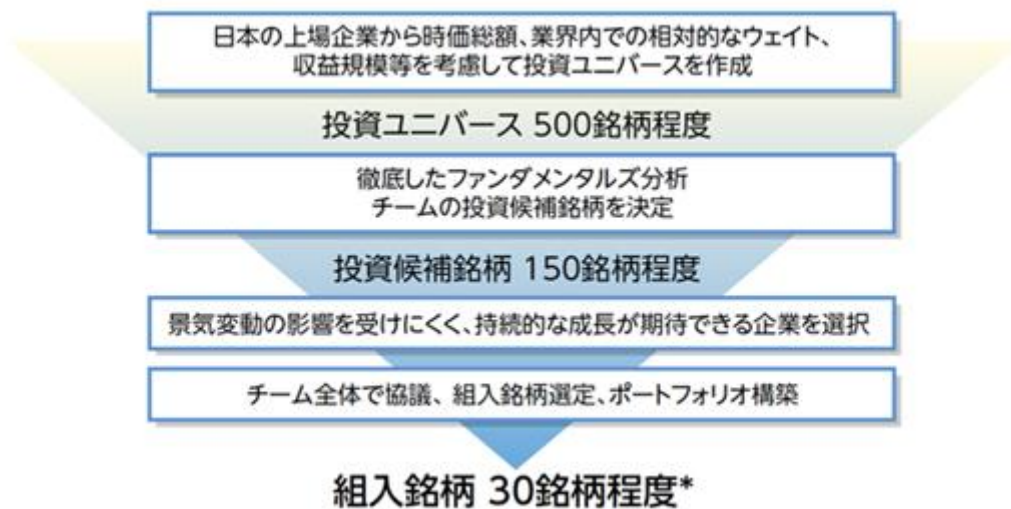 日本の上場企業から時価総額、業界内での相対的なウェイト、
収益規模等を考慮して投資ユニバースを作成
投資ユニバース 500銘柄程度
徹底したファンダメンタルズ分析
チームの投資候補銘柄を決定
投資候補銘柄 150銘柄程度
景気変動の影響を受けにくく、持続的な成長が期待できる企業を選択
チーム全体で協議、組入銘柄選定、ポートフォリオ構築
組入銘柄 30銘柄程度*